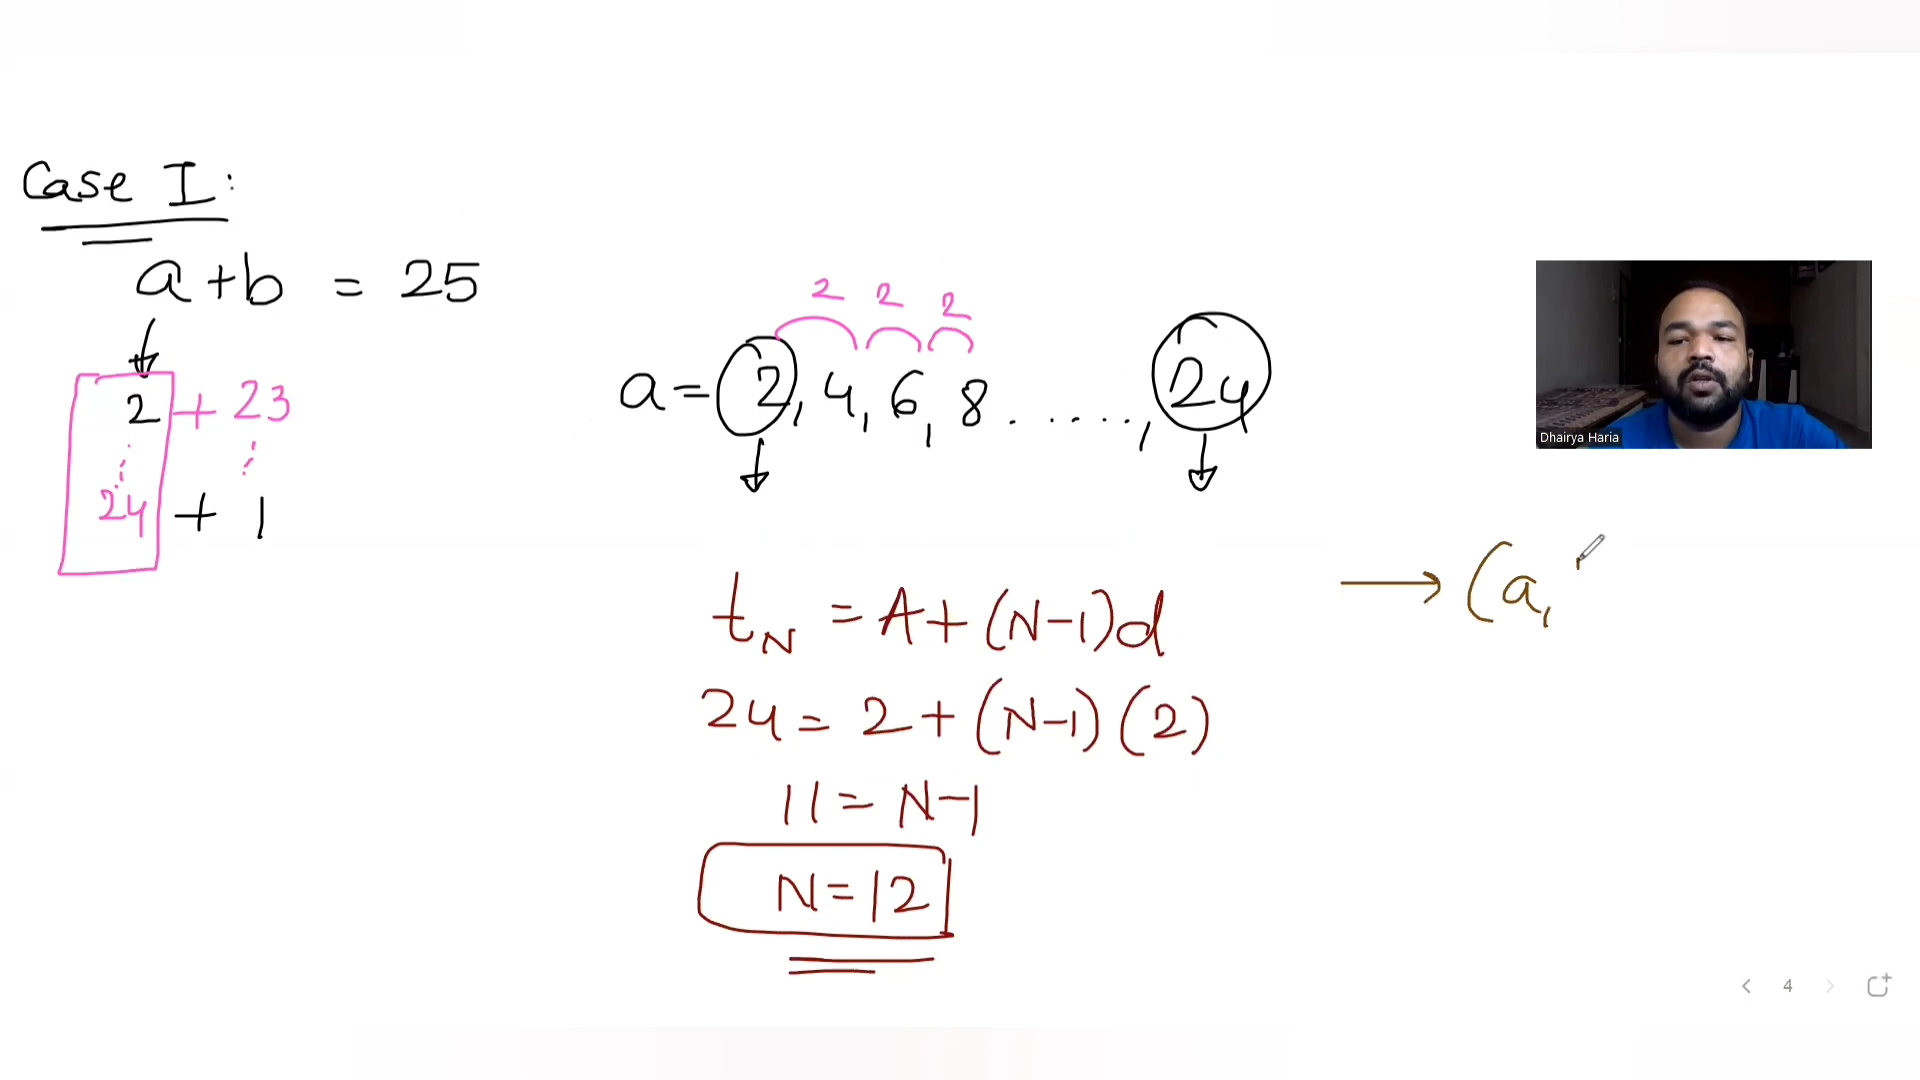 Case I:
a+b = 25
2 + 23
24 + 1
2 2 2
a = 2, 4, 6, 8 . . . . . , 24
t_N = A+(N-1)d
24 = 2+(N-1)(2)
11 = N-1
N=12
→ (a,
Dhairya Haria
4